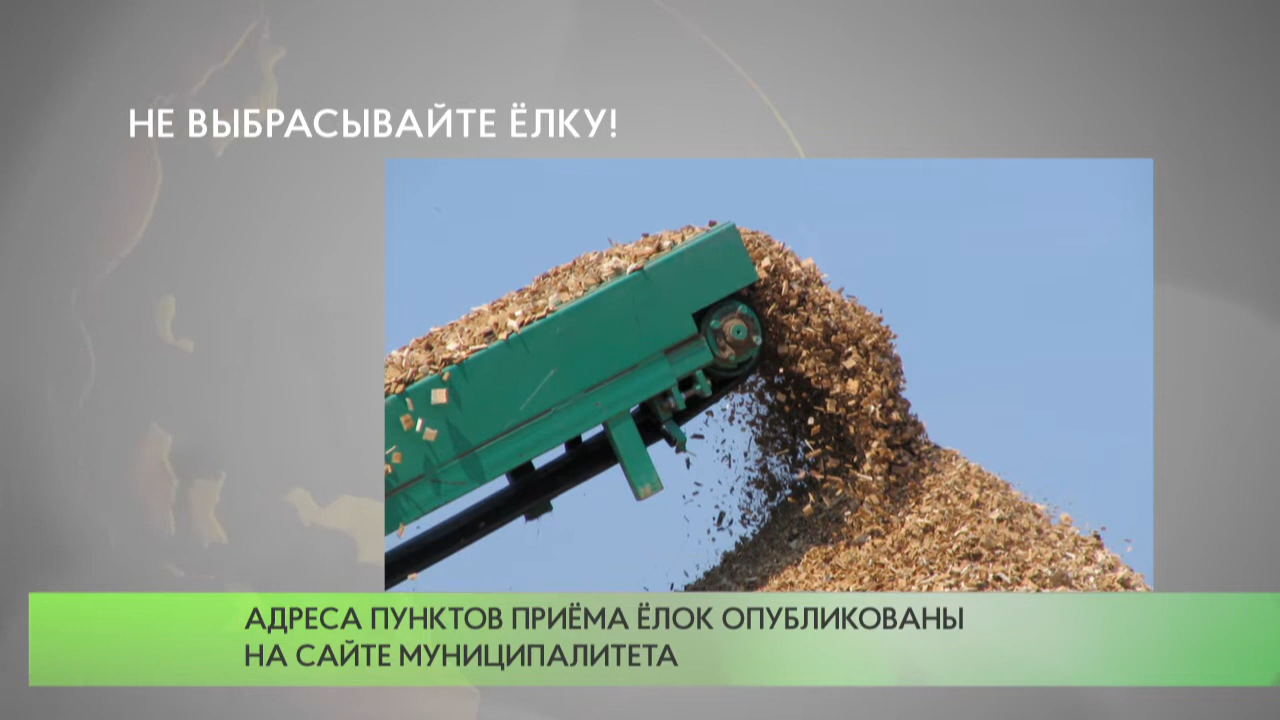 НЕ ВЫБРАСЫВАЙТЕ ЁЛКУ!
АДРЕСА ПУНКТОВ ПРИЁМА ЁЛОК ОПУБЛИКОВАНЫ
НА САЙТЕ МУНИЦИПАЛИТЕТА